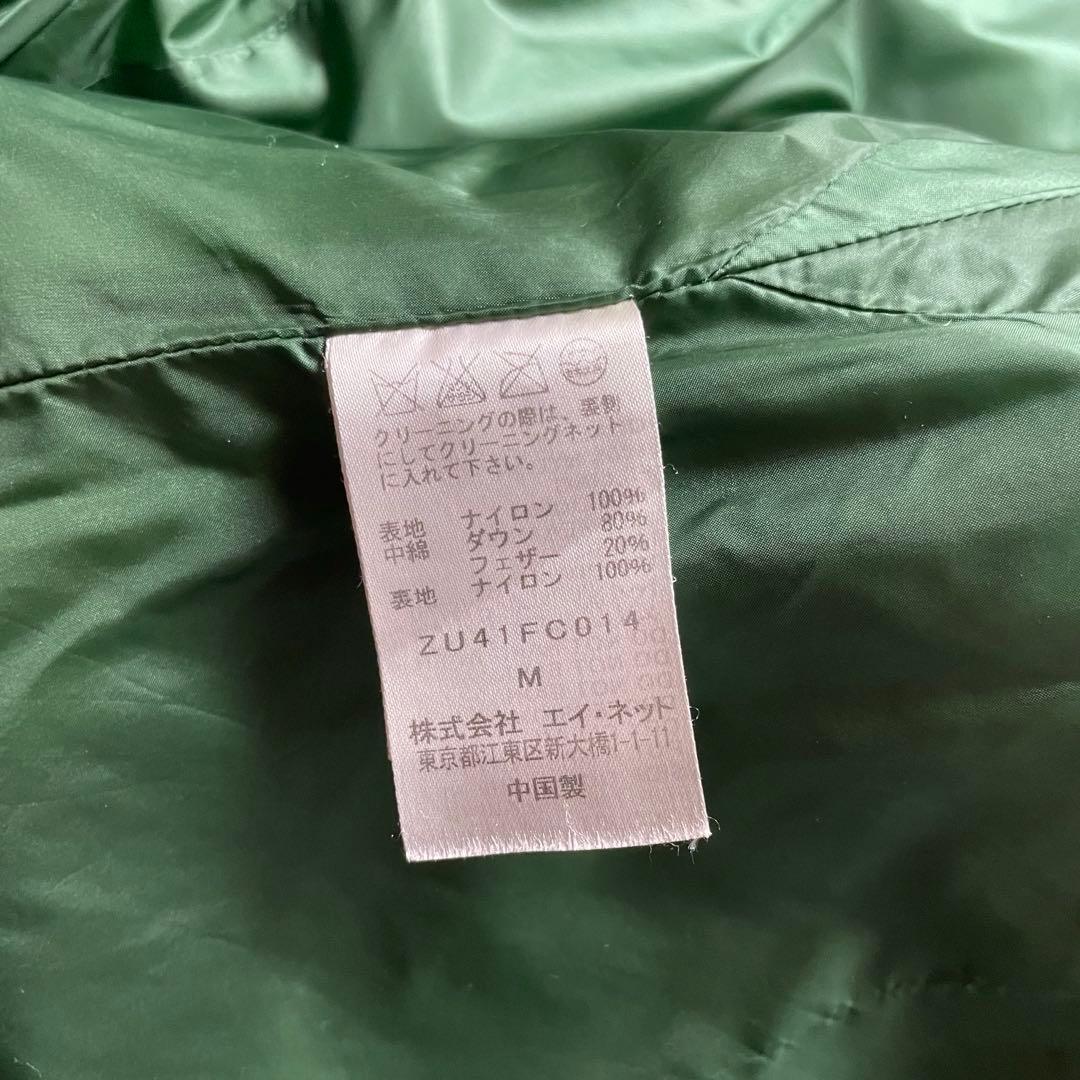 クリーニングの際は、裏側
にしてクリーニングネット
に入れて下さい。
表地 ナイロン 100%
中綿 ダウン 80%
フェザー 20%
裏地 ナイロン 100%
ZU41FC014
M
株式会社 エイ・ネット
東京都江東区新大橋1-1-11
中国製